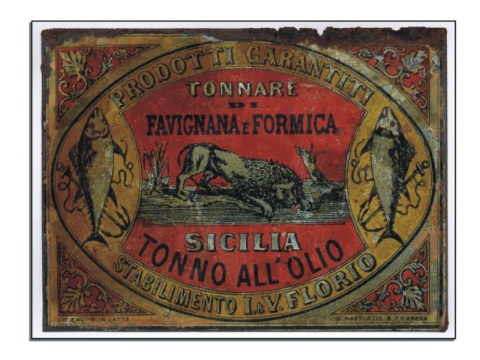 PRODOTTI GARANTITI
TONNARE
DI
FAVIGNANA E FORMICA
SICILIA
TONNO ALL'OLIO
STABILIMENTO I. & V. FLORIO